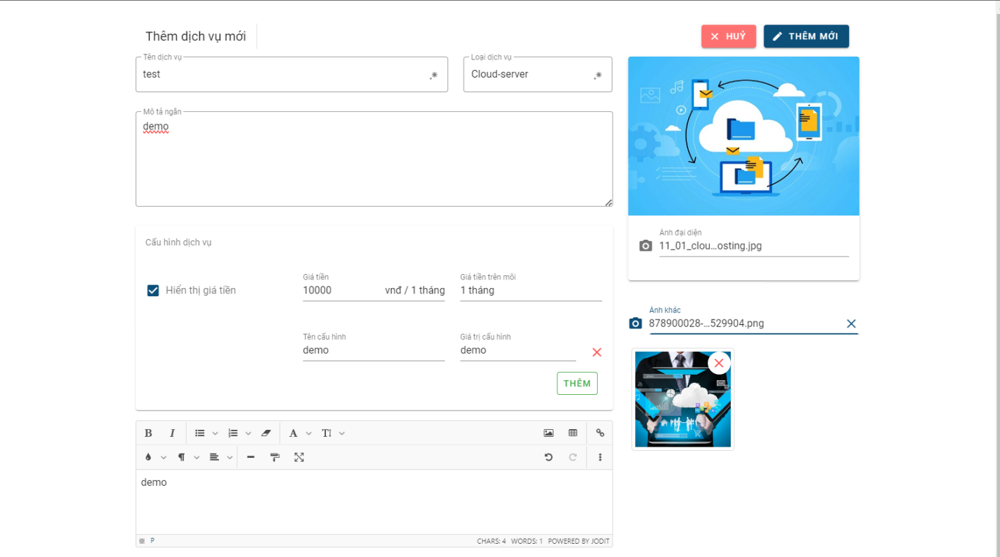 Thêm dịch vụ mới
HUỶ
THÊM MỚI
Tên dịch vụ
test
Loại dịch vụ
Cloud-server
Mô tả ngắn
demo
Cấu hình dịch vụ
Hiển thị giá tiền
Giá tiền
10000 vnđ / 1 tháng
Giá tiền trên mỗi
1 tháng
Tên cấu hình
demo
Giá trị cấu hình
demo
THÊM
demo
P
CHARS: 4 WORDS: 1 POWERED BY JODIT
Ảnh đại diện
11_01_clou…osting.jpg
Ảnh khác
878900028-…529904.png